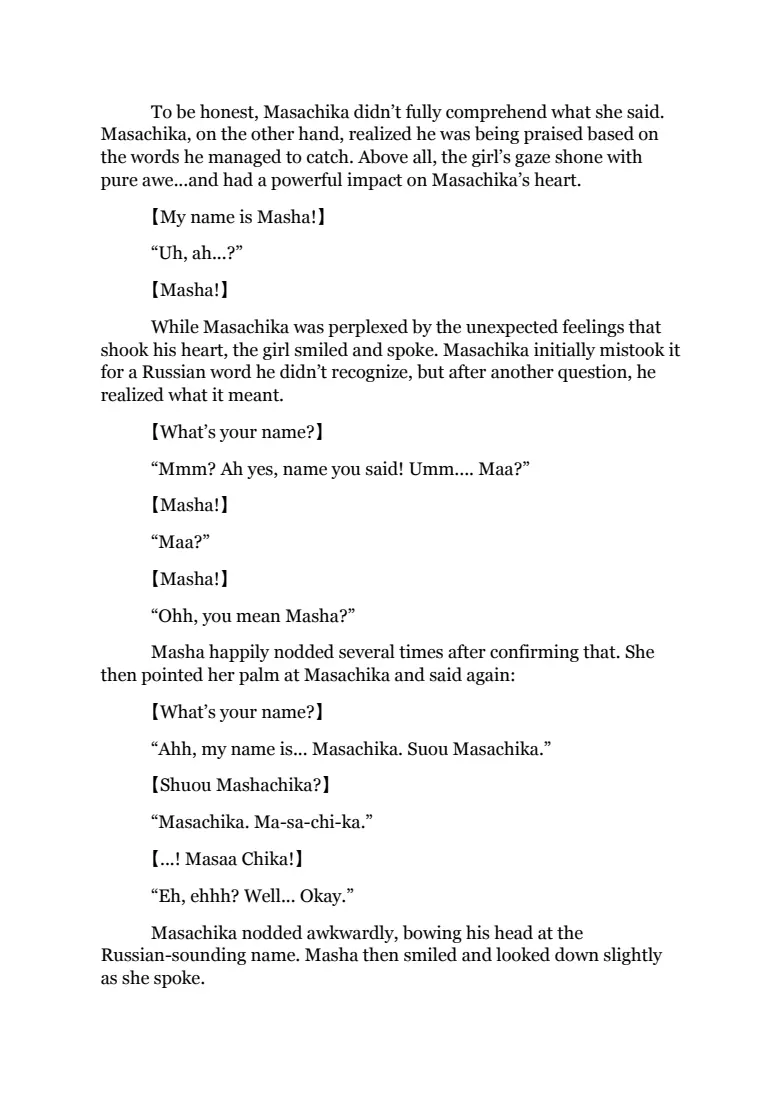 To be honest, Masachika didn’t fully comprehend what she said.
Masachika, on the other hand, realized he was being praised based on
the words he managed to catch. Above all, the girl’s gaze shone with
pure awe...and had a powerful impact on Masachika’s heart.
【My name is Masha!】
“Uh, ah...?”
【Masha!】
While Masachika was perplexed by the unexpected feelings that
shook his heart, the girl smiled and spoke. Masachika initially mistook it
for a Russian word he didn’t recognize, but after another question, he
realized what it meant.
【What’s your name?】
“Mmm? Ah yes, name you said! Umm.... Maa?”
【Masha!】
“Maa?”
【Masha!】
“Ohh, you mean Masha?”
Masha happily nodded several times after confirming that. She
then pointed her palm at Masachika and said again:
【What’s your name?】
“Ahh, my name is... Masachika. Suou Masachika.”
【Shuou Mashachika?】
“Masachika. Ma-sa-chi-ka.”
【...! Masaa Chika!】
“Eh, ehhh? Well... Okay.”
Masachika nodded awkwardly, bowing his head at the
Russian-sounding name. Masha then smiled and looked down slightly
as she spoke.